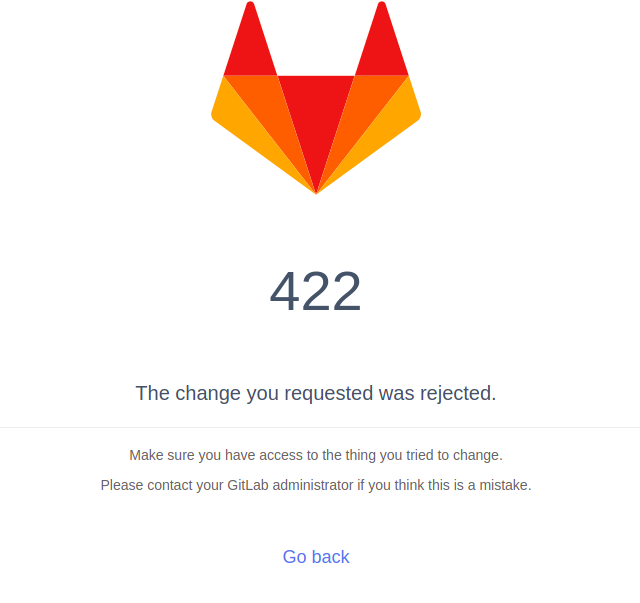 422
The change you requested was rejected.
Make sure you have access to the thing you tried to change.
Please contact your GitLab administrator if you think this is a mistake.
Go back